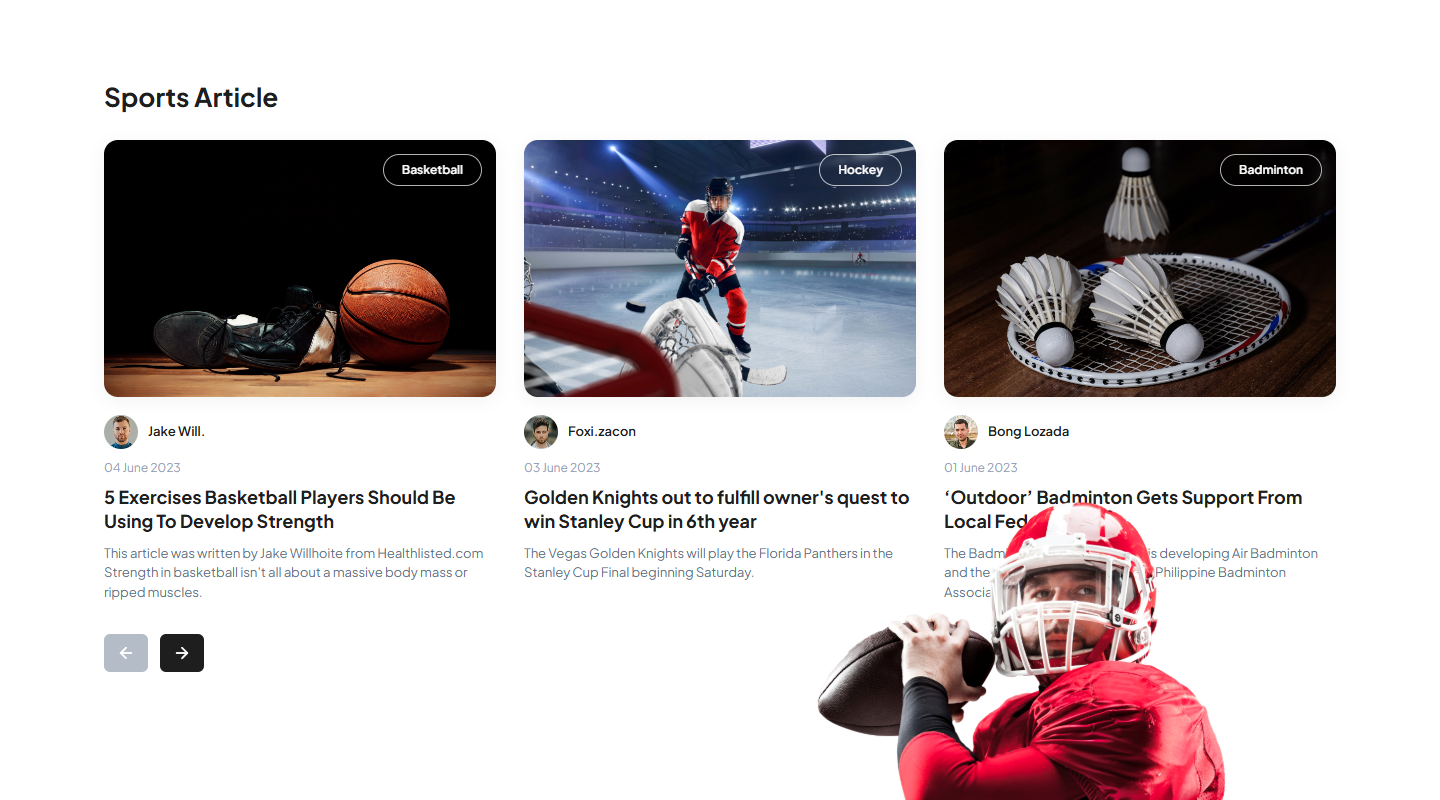 Sports Article
Basketball
Hockey
Badminton
Jake Will.
04 June 2023
5 Exercises Basketball Players Should Be
Using To Develop Strength
This article was written by Jake Willhoite from Healthlisted.com
Strength in basketball isn't all about a massive body mass or
ripped muscles.
Foxi.zacon
03 June 2023
Golden Knights out to fulfill owner's quest to
win Stanley Cup in 6th year
The Vegas Golden Knights will play the Florida Panthers in the
Stanley Cup Final beginning Saturday.
Bong Lozada
01 June 2023
‘Outdoor’ Badminton Gets Support From
Local Fed
The is developing Air Badminton
and the Philippine Badminton